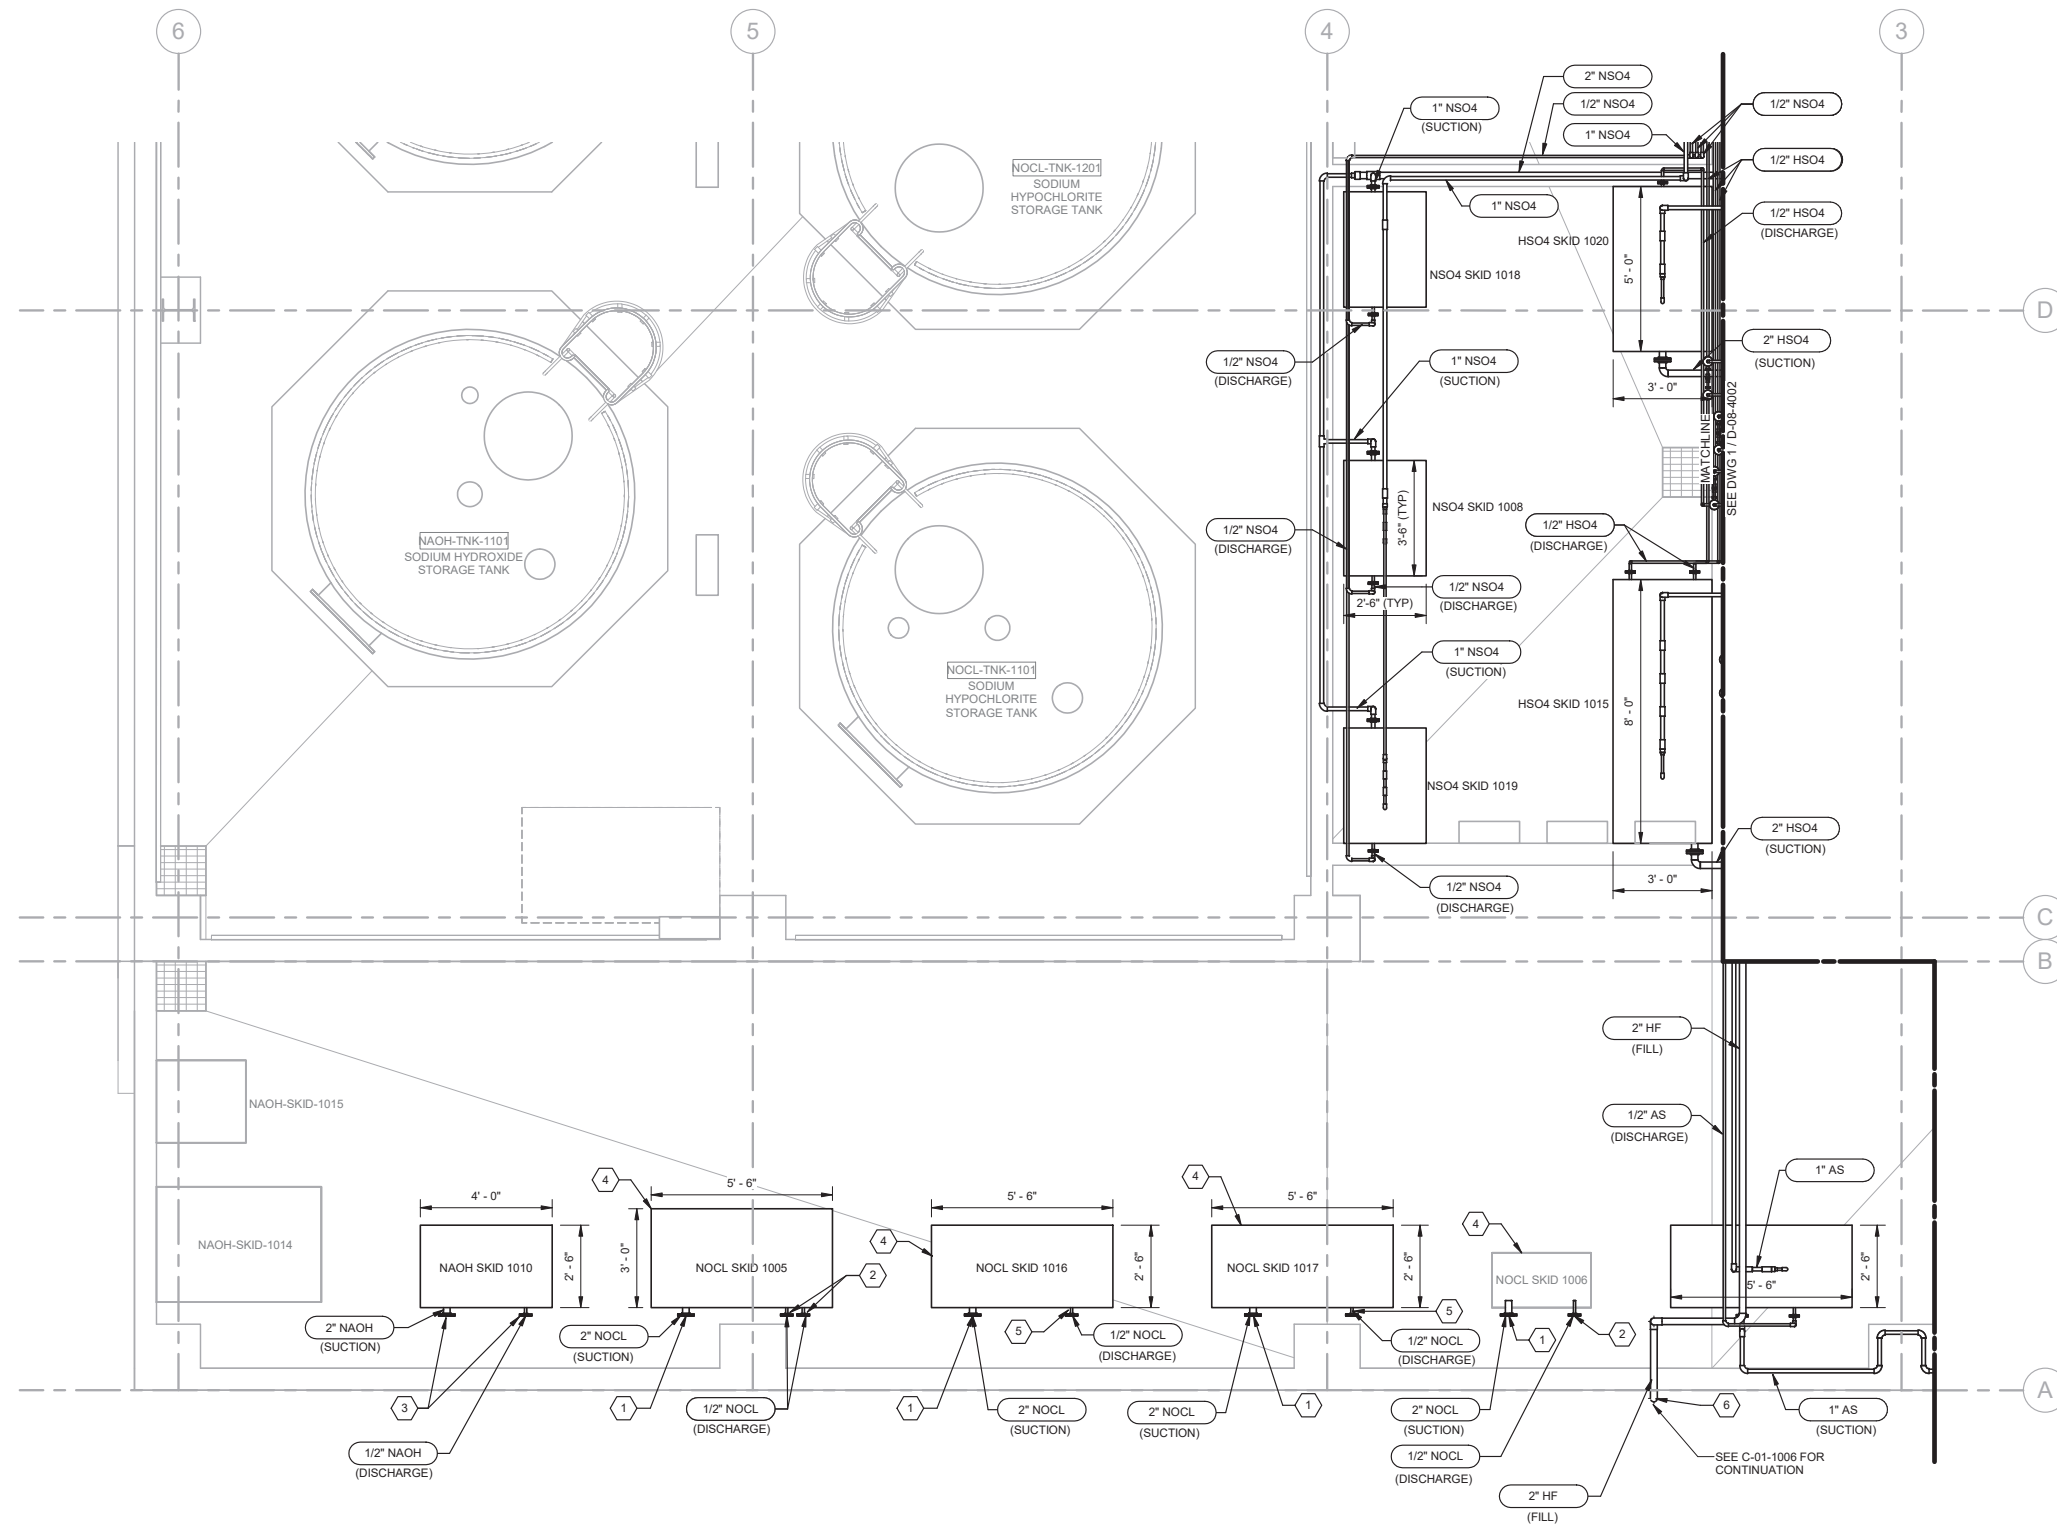 6
5
4
3
2" NSO4
1" NSO4
(SUCTION)
1/2" NSO4
1/2" NSO4
1" NSO4
NOCL-TNK-1201
SODIUM
HYPOCHLORITE
STORAGE TANK
1/2" HSO4
1" NSO4
1/2" HSO4
(DISCHARGE)
HSO4 SKID 1020
NSO4 SKID 1018
5' - 0"
D
1/2" NSO4
(DISCHARGE)
1" NSO4
(SUCTION)
2" HSO4
(SUCTION)
3' - 0"
MATCHLINE
SEE DWG 1 / D-08-4002
NAOH-TNK-1101
SODIUM HYDROXIDE
STORAGE TANK
NSO4 SKID 1008
3'-6" (TYP)
1/2" NSO4
(DISCHARGE)
1/2" HSO4
(DISCHARGE)
1/2" NSO4
(DISCHARGE)
2'-6" (TYP)
NOCL-TNK-1101
SODIUM
HYPOCHLORITE
STORAGE TANK
1" NSO4
(SUCTION)
HSO4 SKID 1015
8' - 0"
NSO4 SKID 1019
2" HSO4
(SUCTION)
1/2" NSO4
(DISCHARGE)
3' - 0"
C
B
2" HF
(FILL)
NAOH-SKID-1015
1/2" AS
(DISCHARGE)
1" AS
4
4' - 0"
5' - 6"
5' - 6"
4
5' - 6"
4
4
NAOH-SKID-1014
NAOH SKID 1010
2' - 6"
3' - 0"
NOCL SKID 1005
2
NOCL SKID 1016
2' - 6"
NOCL SKID 1017
2' - 6"
NOCL SKID 1006
5' - 6"
2' - 6"
2" NAOH
(SUCTION)
2" NOCL
(SUCTION)
5
1/2" NOCL
(DISCHARGE)
5
1/2" NOCL
(DISCHARGE)
1
2
3
1
1/2" NOCL
(DISCHARGE)
1
2" NOCL
(SUCTION)
2" NOCL
(SUCTION)
1
2" NOCL
(SUCTION)
6
1" AS
(SUCTION)
A
1/2" NAOH
(DISCHARGE)
1/2" NOCL
(DISCHARGE)
SEE C-01-1006 FOR
CONTINUATION
2" HF
(FILL)